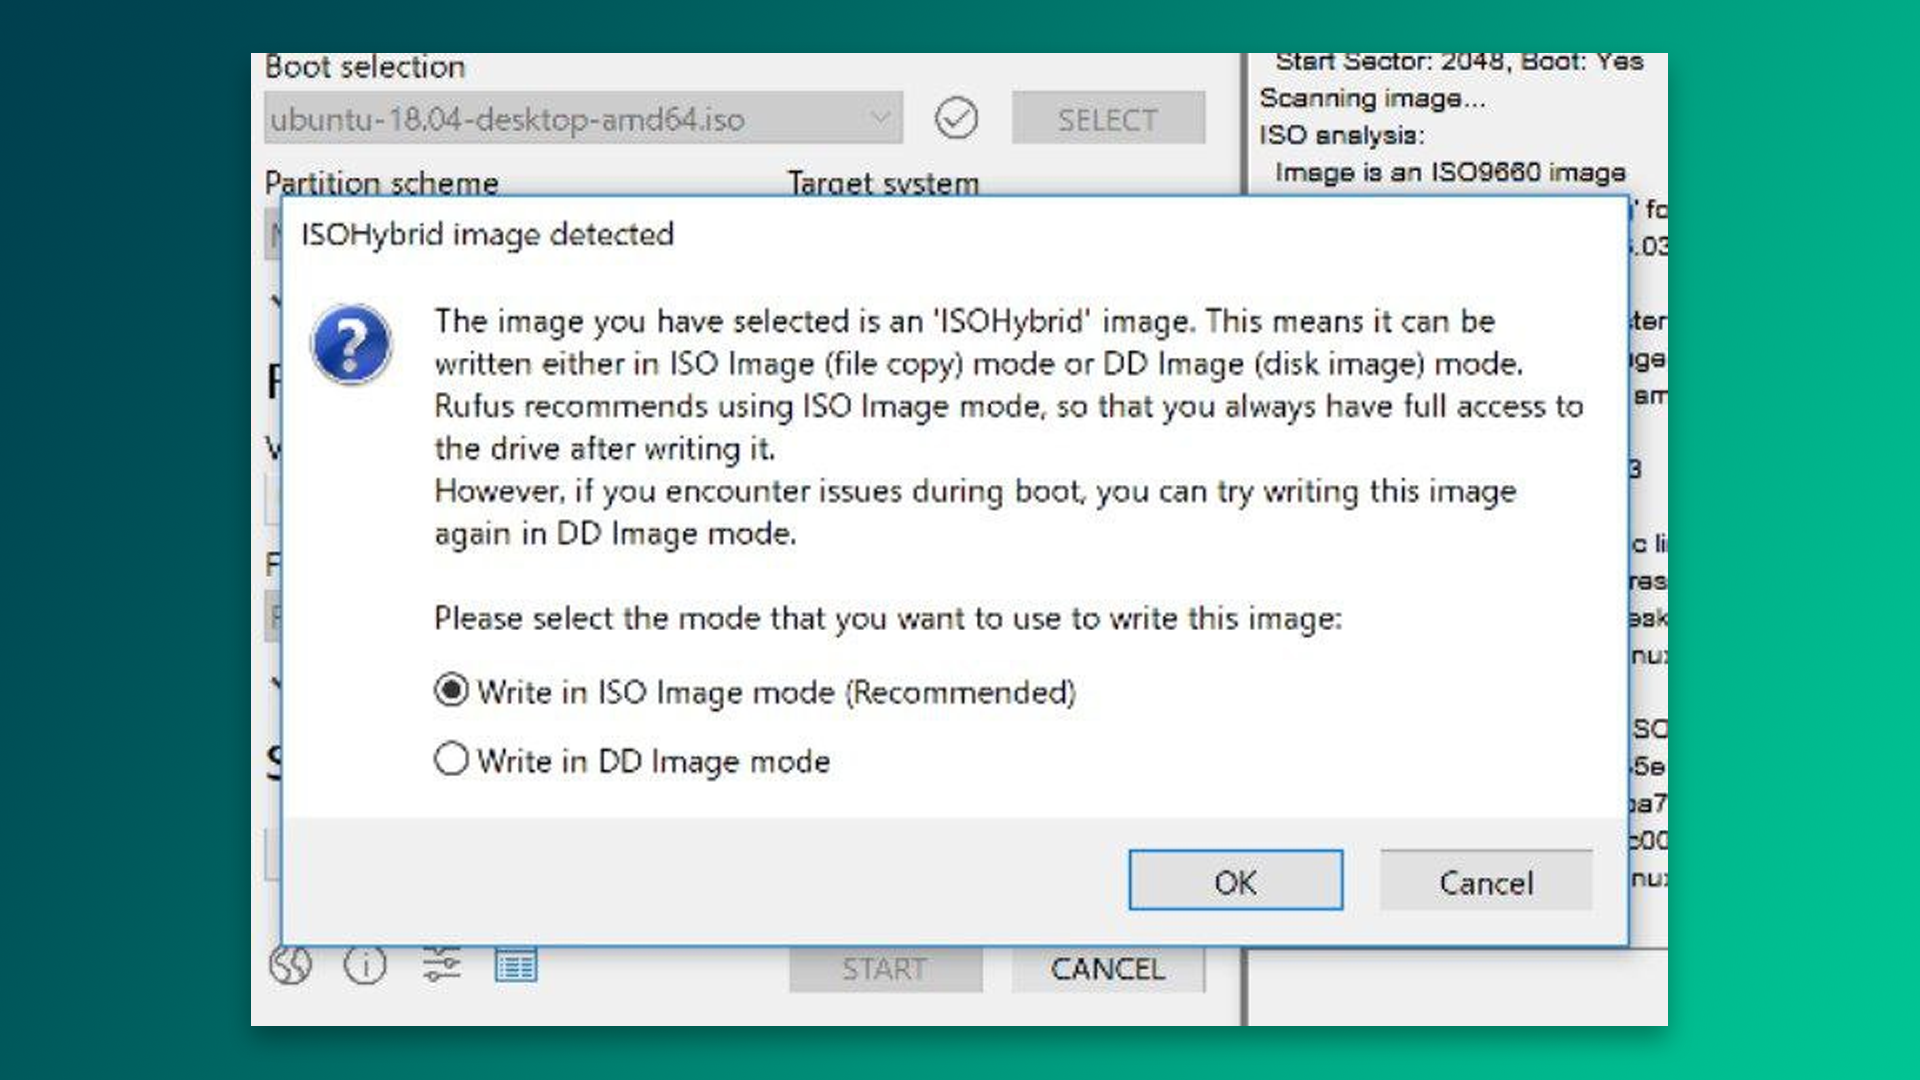 Boot selection
ubuntu-18.04-desktop-amd64.iso
SELECT
Partition scheme
Target system
Start Sector: 2048, Boot: Yes
Scanning image...
ISO analysis:
Image is an ISO9660 image
ISOHybrid image detected
The image you have selected is an 'ISOHybrid' image. This means it can be
written either in ISO Image (file copy) mode or DD Image (disk image) mode.
Rufus recommends using ISO Image mode, so that you always have full access to
the drive after writing it.
However, if you encounter issues during boot, you can try writing this image
again in DD Image mode.
Please select the mode that you want to use to write this image:
Write in ISO Image mode (Recommended)
Write in DD Image mode
OK
Cancel
START
CANCEL